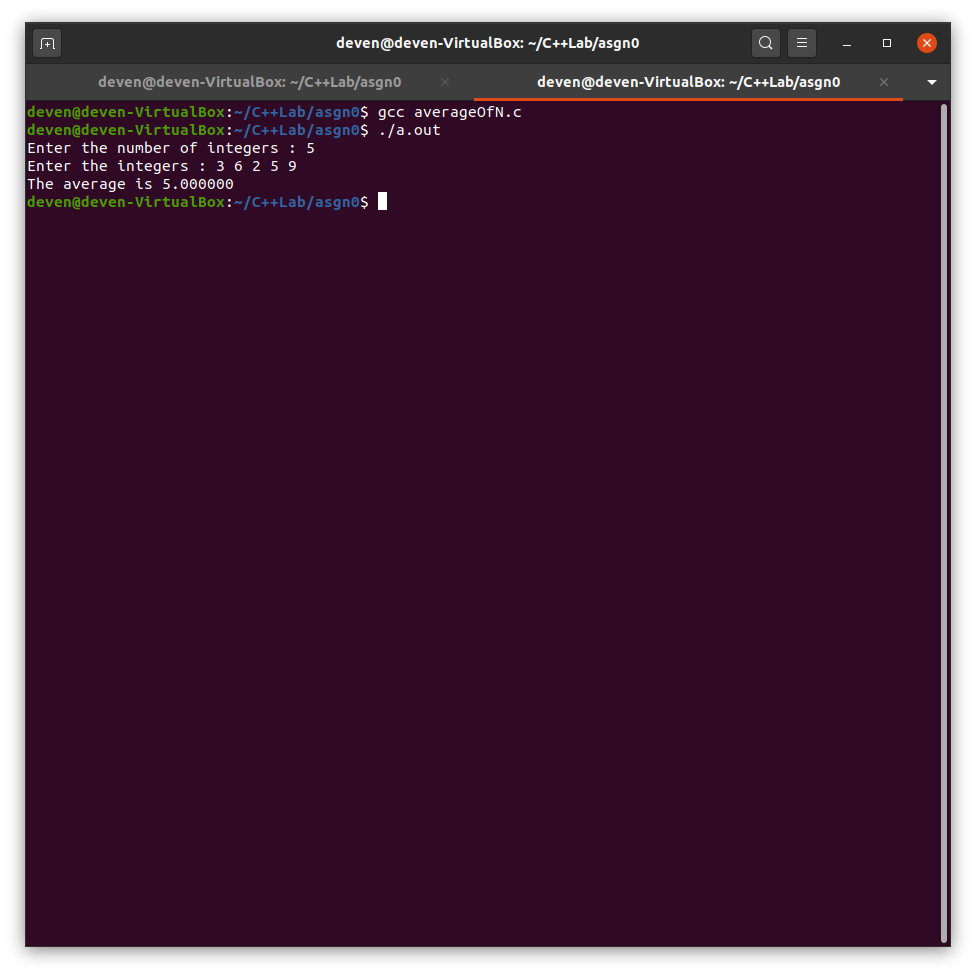 deven@deven-VirtualBox: ~/C++Lab/asgn0
deven@deven-VirtualBox: ~/C++Lab/asgn0
deven@deven-VirtualBox: ~/C++Lab/asgn0
deven@deven-VirtualBox:~/C++Lab/asgn0$ gcc averageOfN.c
deven@deven-VirtualBox:~/C++Lab/asgn0$ ./a.out
Enter the number of integers : 5
Enter the integers : 3 6 2 5 9
The average is 5.000000
deven@deven-VirtualBox:~/C++Lab/asgn0$